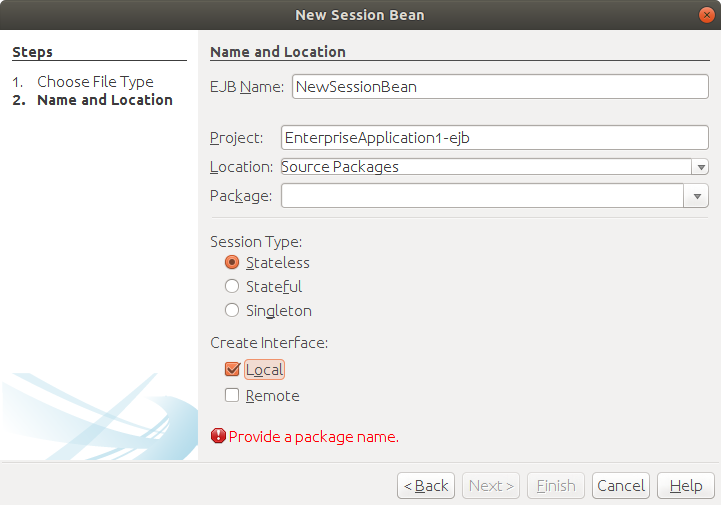 New Session Bean
Steps
1. Choose File Type
2. Name and Location
Name and Location
EJB Name: NewSessionBean
Project: EnterpriseApplication1-ejb
Location: Source Packages
Package:
Session Type:
Stateless
Stateful
Singleton
Create Interface:
Local
Remote
Provide a package name.
< Back Next > Finish Cancel Help